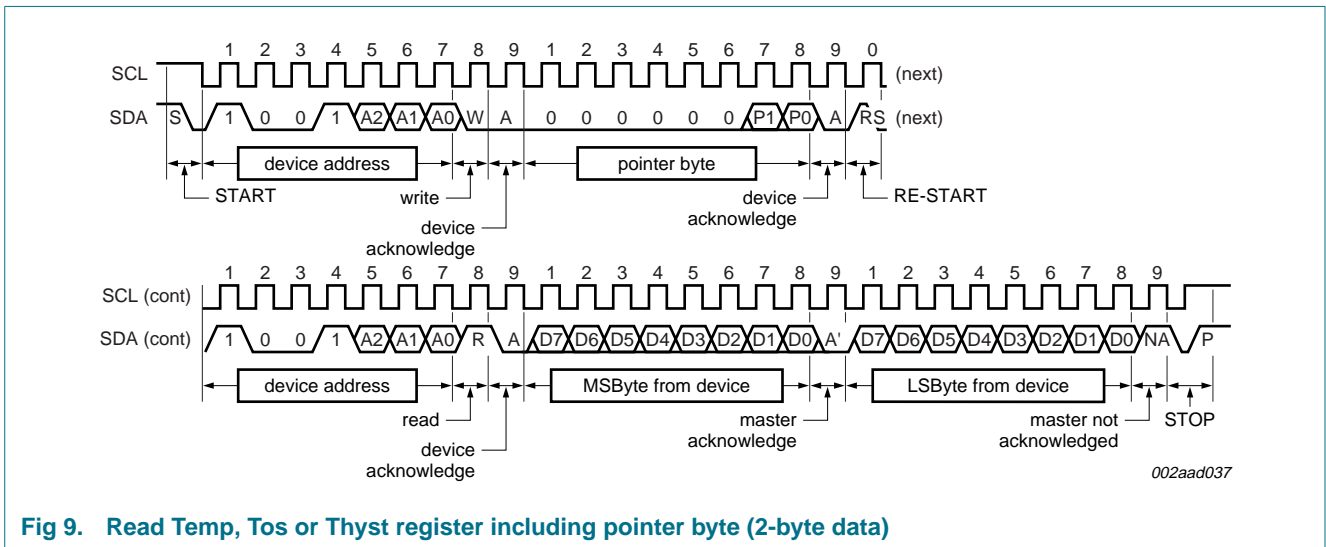 1 2 3 4 5 6 7 8 9 1 2 3 4 5 6 7 8 9 0
SCL (next)
SDA S 1 0 0 1 A2 A1 A0 W A 0 0 0 0 0 0 P1 P0 A RS (next)
device address pointer byte
START write device RE-START
device acknowledge
acknowledge
1 2 3 4 5 6 7 8 9 1 2 3 4 5 6 7 8 9 1 2 3 4 5 6 7 8 9
SCL (cont)
SDA (cont) 1 0 0 1 A2 A1 A0 R A D7 D6 D5 D4 D3 D2 D1 D0 A' D7 D6 D5 D4 D3 D2 D1 D0 NA P
device address MSByte from device LSByte from device
read master master not STOP
device acknowledge acknowledged
acknowledge
002aad037
Fig 9. Read Temp, Tos or Thyst register including pointer byte (2-byte data)